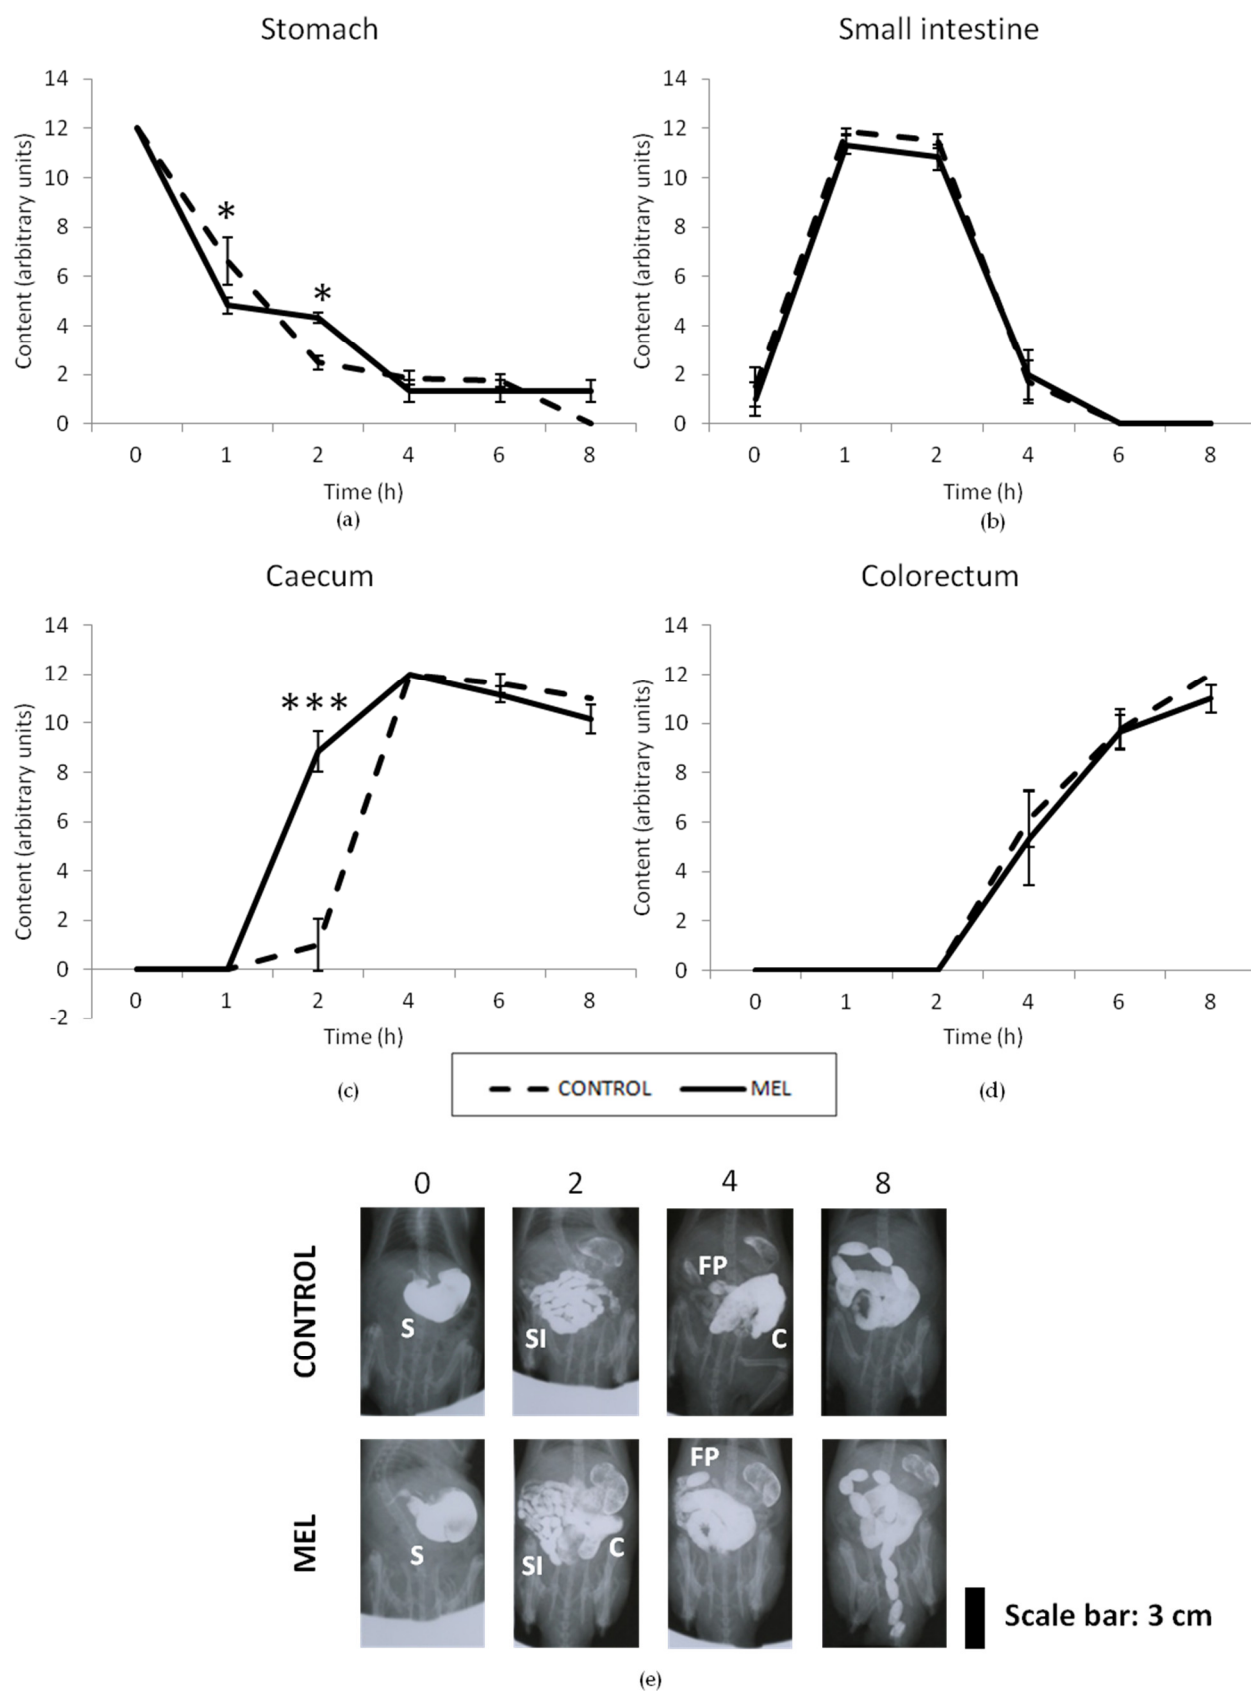 Stomach
Small intestine
Content (arbitrary units)
14
12
10
8
6
4
2
0
*
*
0 1 2 4 6 8
Time (h)
(a)
Content (arbitrary units)
14
12
10
8
6
4
2
0
0 1 2 4 6 8
Time (h)
(b)
Caecum
Colorectum
Content (arbitrary units)
14
12
10
8
6
4
2
0
-2
***
0 1 2 4 6 8
Time (h)
(c)
Content (arbitrary units)
14
12
10
8
6
4
2
0
0 1 2 4 6 8
Time (h)
(d)
CONTROL MEL
0 2 4 8
CONTROL
S
SI
FP
C
MEL
S
SI
C
FP
Scale bar: 3 cm
(e)